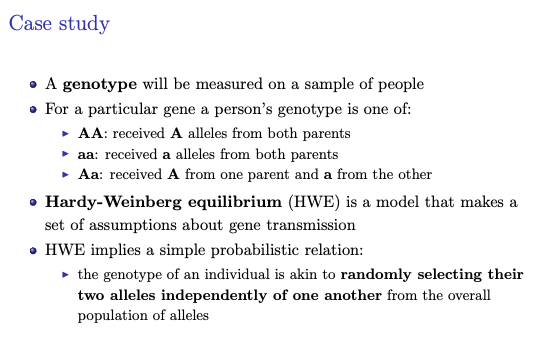 Case study
A genotype will be measured on a sample of people
For a particular gene a person's genotype is one of:
AA: received A alleles from both parents
aa: received a alleles from both parents
Aa: received A from one parent and a from the other
Hardy-Weinberg equilibrium (HWE) is a model that makes a
set of assumptions about gene transmission
HWE implies a simple probabilistic relation:
the genotype of an individual is akin to randomly selecting their
two alleles independently of one another from the overall
population of alleles